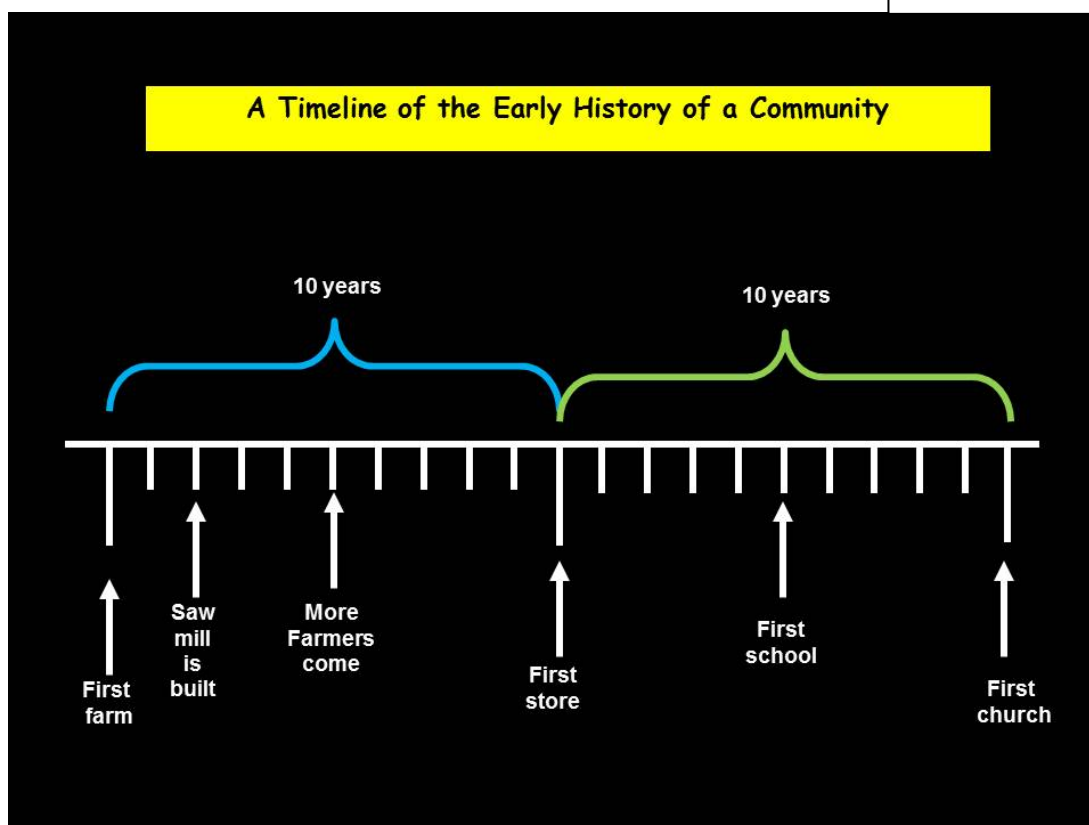 A Timeline of the Early History of a Community
10 years
10 years
First
farm
Saw
mill
is
built
More
Farmers
come
First
store
First
school
First
church